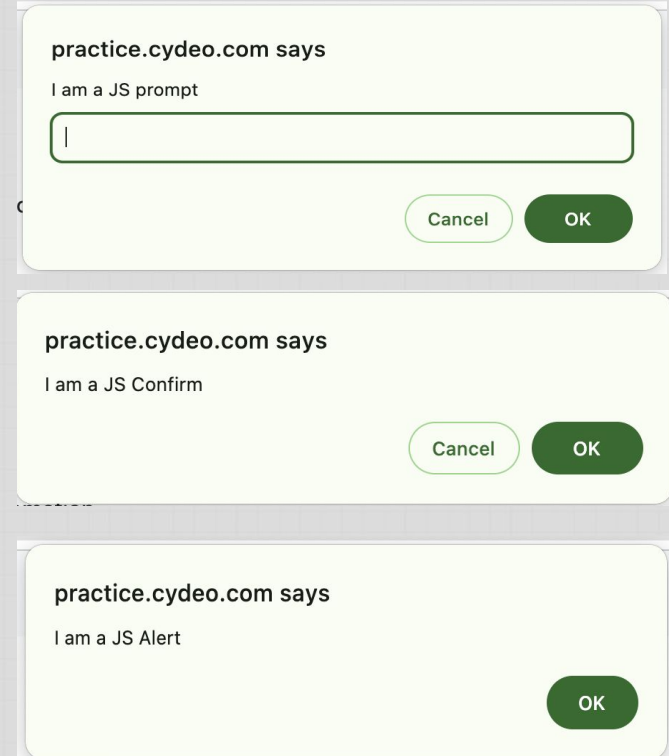 practice.cydeo.com says
I am a JS prompt
Cancel OK
practice.cydeo.com says
I am a JS Confirm
Cancel OK
practice.cydeo.com says
I am a JS Alert
OK